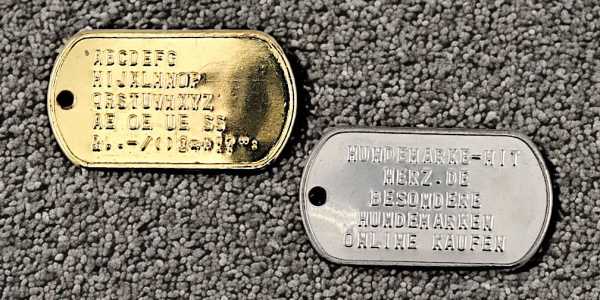 ABCDEFG
HIJKLMNOP
QRSTUVWXYZ
AE OE UE SS
HUNDEMARKE-MIT
HERZ.DE
BESONDERE
HUNDEMARKEN
ONLINE KAUFEN